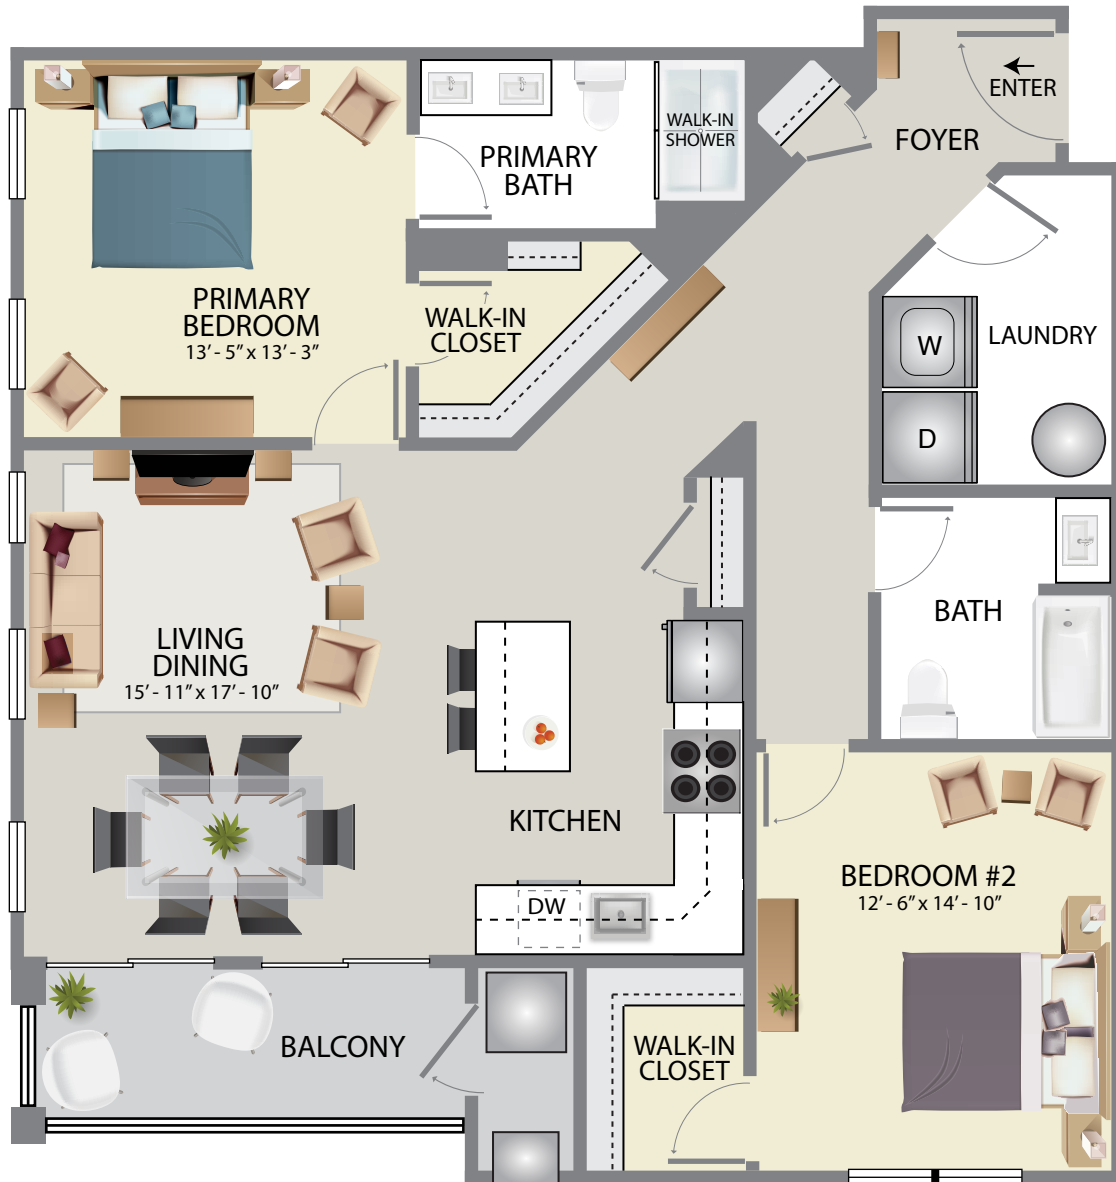 ENTER
FOYER
WALK-IN
SHOWER
PRIMARY
BATH
PRIMARY
BEDROOM
13' - 5” x 13' - 3”
WALK-IN
CLOSET
LAUNDRY
W
D
BATH
LIVING
DINING
15' - 11” x 17' - 10”
KITCHEN
DW
BEDROOM #2
12' - 6” x 14' - 10”
BALCONY
WALK-IN
CLOSET